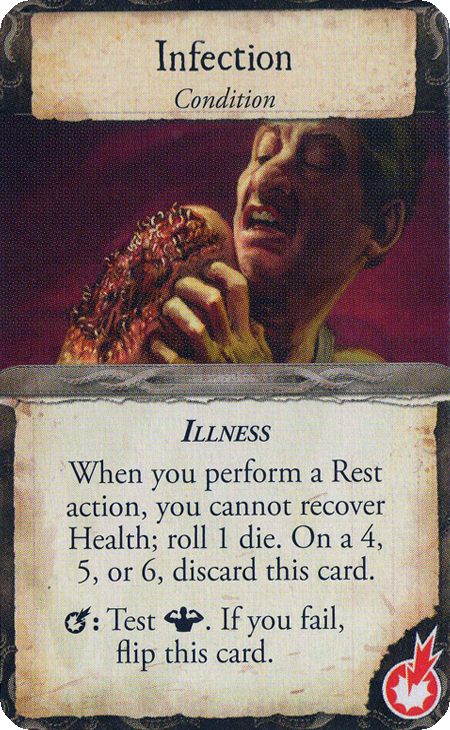 Infection
Condition
ILLNESS
When you perform a Rest
action, you cannot recover
Health; roll 1 die. On a 4,
5, or 6, discard this card.
: Test . If you fail,
flip this card.